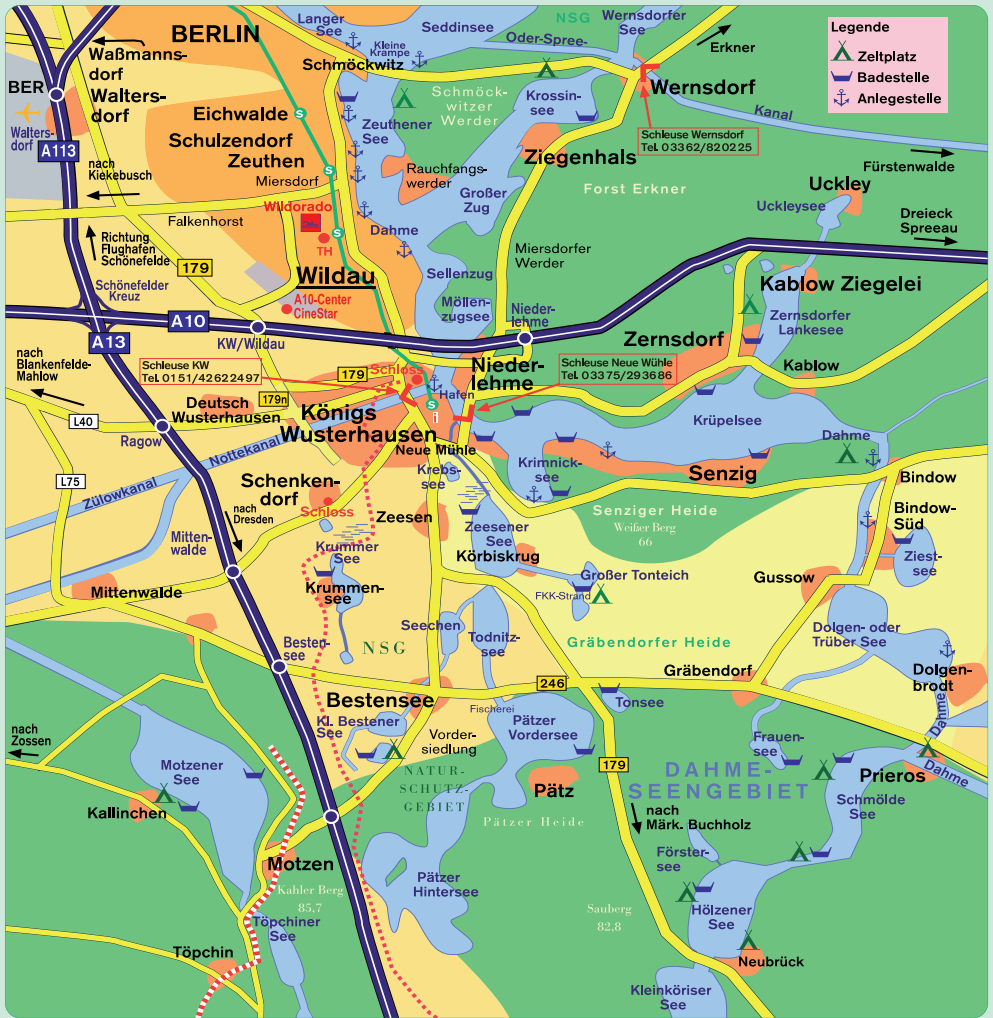 Legende
Zeltplatz
Badestelle
Anlegestelle
BERLIN
Langer
See
Seddinsee
NSG
Wernsdorfer
See
Oder-Spree-
Erkner
Kleine
Krampe
Schmöckwitz
Waßmanns-
dorf
BER
Walters-
dorf
Walters-
dorf
A113
Schmöck-
witzer
Werder
Krossin-
see
Wernsdorf
Kanal
Eichwalde
S
Zeuthener
See
Schulzendorf
Zeuthen
Miersdorf
S
Schleuse Wernsdorf
Tel. 03362/820225
Ziegenhals
Fürstenwalde
nach
Kiekebusch
Rauchfangs-
werder
Großer
Zug
Forst Erkner
Uckley
Uckleysee
Falkenhorst
Wildorado
TH
S
Dahme
Dreieck
Spreeau
Richtung
Flughafen
Schönefelde
179
Miersdorfer
Werder
Wildau
Sellenzug
Schönefelder
Kreuz
A10-Center
CineStar
Möllen-
zugsee
Nieder-
lehme
Kablow Ziegelei
Zernsdorfer
Lankesee
A10
A13
KW/Wildau
Zernsdorf
nach
Blankenfelde-
Mahlow
Schleuse KW
Tel. 0151/42622497
179
Schloss
Nieder-
lehme
Schleuse Neue Mühle
Tel. 03375/293686
Kablow
Hafen
S
i
179n
Deutsch
Wusterhausen
L40
Ragow
Königs
Wusterhausen
Neue Mühle
Krüpelsee
Dahme
Nottekanal
L75
Zülowkanal
Krebs-
see
Krimnick-
see
Senzig
Bindow
Schenken-
dorf
Schloss
nach
Dresden
Zeesen
Zeesener
See
Senziger Heide
Weißer Berg
66
Bindow-
Süd
Mitten-
walde
Krummer
See
Körbiskrug
Ziest-
see
Mittenwalde
Krummen-
see
Großer Tonteich
FKK-Strand
Gussow
Seechen
Todnitz-
see
Dolgen- oder
Trüber See
Besten-
see
NSG
Gräbendorfer Heide
Gräbendorf
Dolgen-
brodt
246
Bestensee
Fischerei
Tonsee
Kl. Bestener
See
Pätzer
Vordersee
Dahme
nach
Zossen
Vorder-
siedlung
Frauen-
see
Motzener
See
NATUR-
SCHUTZ-
GEBIET
179
DAHME-
SEENGEBIET
Prieros
Dahme
Pätz
Kallinchen
Pätzer Heide
nach
Märk. Buchholz
Schmölde
See
Motzen
Förster-
see
Kahler Berg
85,7
Pätzer
Hintersee
Sauberg
82,8
Hölzener
See
Töpchiner
See
Töpchin
Neubrück
Kleinköriser
See